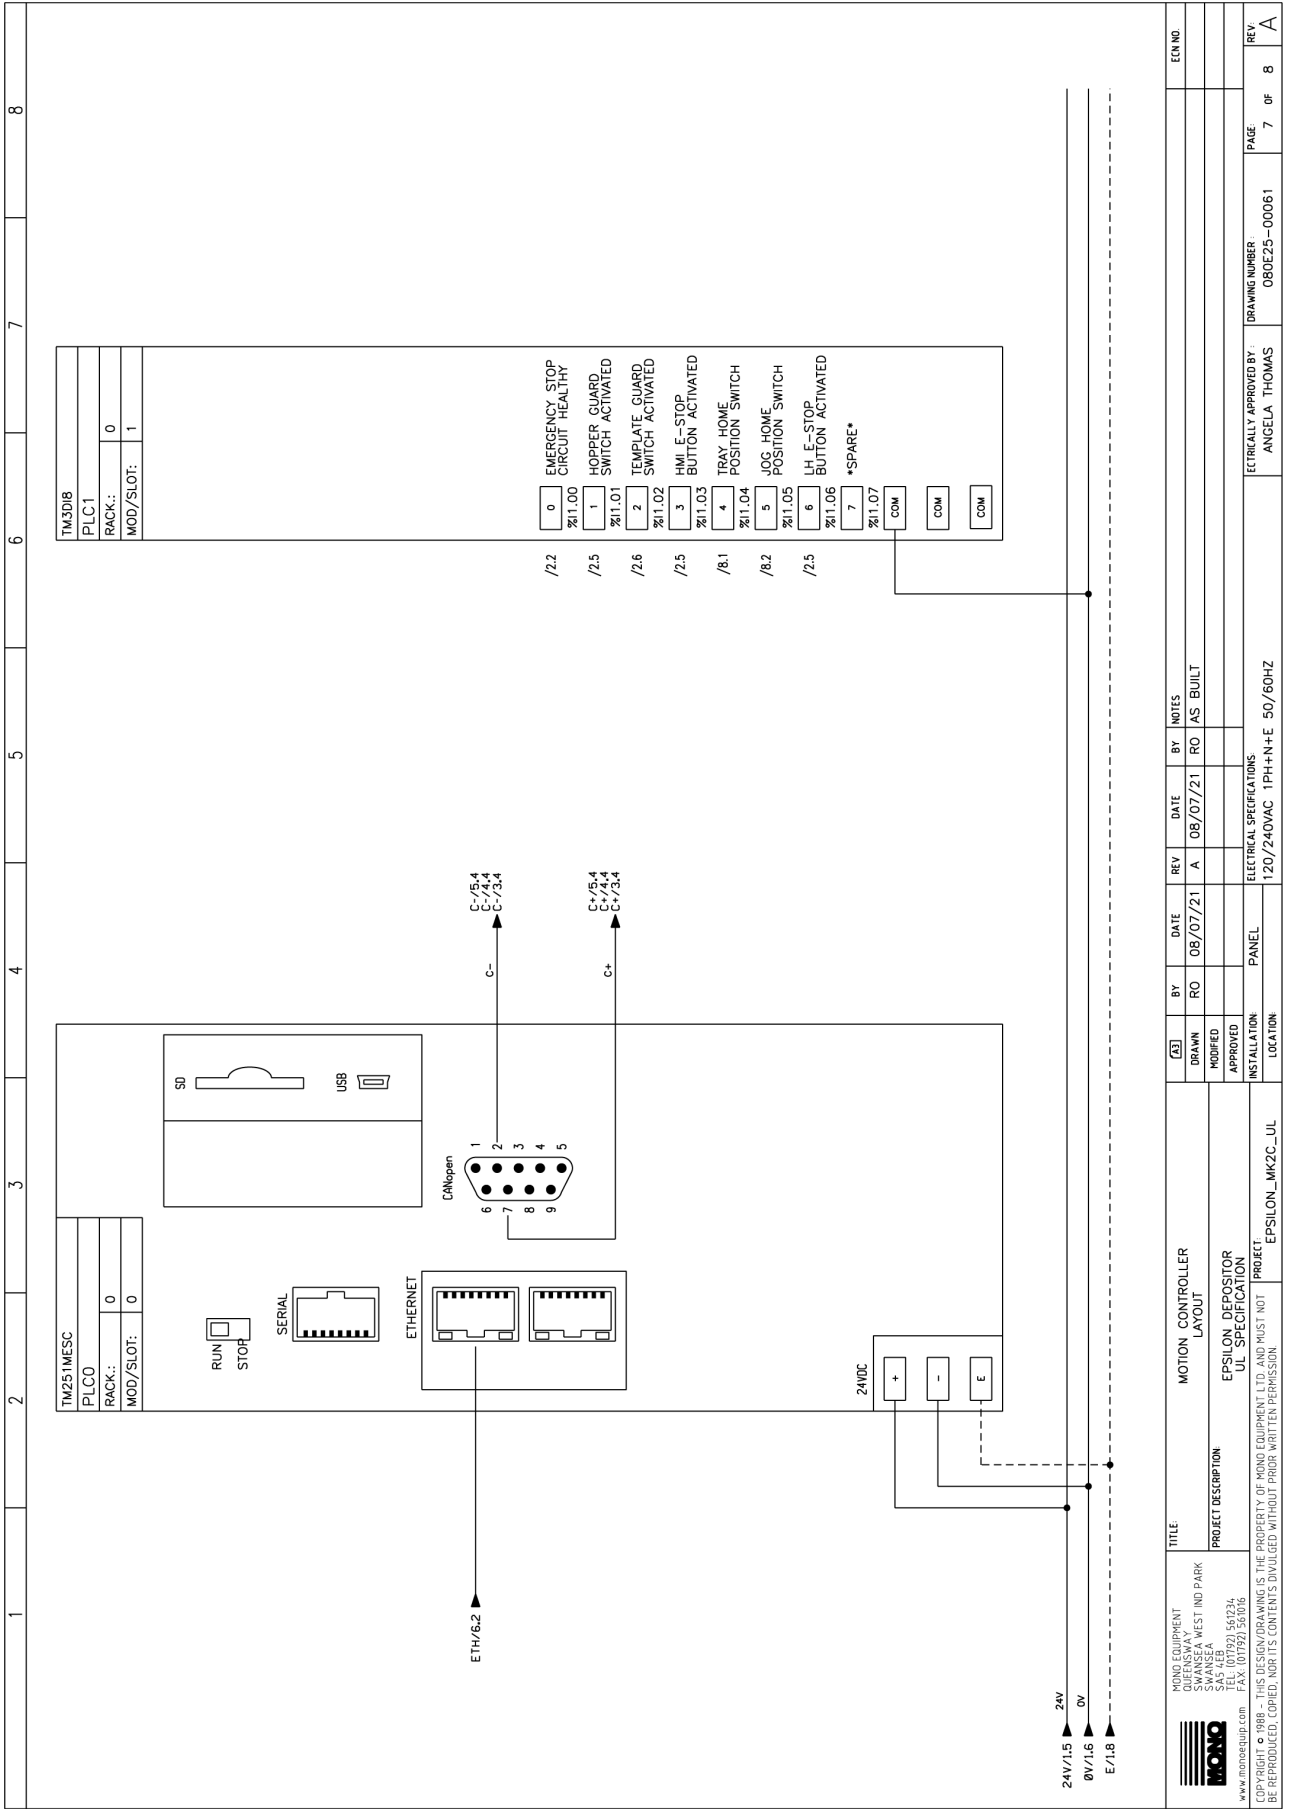 1
2
3
4
5
6
7
8
TM251MESC
PLC0
RACK.: 0
MOD/SLOT: 0
RUN
STOP
SERIAL
ETHERNET
SD
USB
CANopen
1
2
3
4
5
6
7
8
9
C-
C-/5.4
C-/4.4
C-/3.4
C+
C+/5.4
C+/4.4
C+/3.4
ETH/6.2
24VDC
+
-
E
TM3DI8
PLC1
RACK.: 0
MOD/SLOT: 1
/2.2 0 EMERGENCY STOP
CIRCUIT HEALTHY
%I1.00
/2.5 1 HOPPER GUARD
SWITCH ACTIVATED
%I1.01
/2.6 2 TEMPLATE GUARD
SWITCH ACTIVATED
%I1.02
/2.5 3 HMI E-STOP
BUTTON ACTIVATED
%I1.03
/8.1 4 TRAY HOME
POSITION SWITCH
%I1.04
/8.2 5 JOG HOME
POSITION SWITCH
%I1.05
/2.5 6 LH E-STOP
BUTTON ACTIVATED
%I1.06
7 *SPARE*
%I1.07
COM
COM
COM
24V/1.5 24V
0V/1.6 0V
E/1.8
MONO
www.monoequip.com
MONO EQUIPMENT
QUEENSWAY
SWANSEA WEST IND PARK
SWANSEA
SA5 4EB
TEL: (01792) 561234
FAX: (01792) 561016
COPYRIGHT © 1988 - THIS DESIGN/DRAWING IS THE PROPERTY OF MONO EQUIPMENT LTD. AND MUST NOT
BE REPRODUCED, COPIED, NOR ITS CONTENTS DIVULGED WITHOUT PRIOR WRITTEN PERMISSION.
TITLE:
MOTION CONTROLLER
LAYOUT
PROJECT DESCRIPTION:
EPSILON DEPOSITOR
UL SPECIFICATION
PROJECT:
EPSILON_MK2C_UL
A3 BY DATE REV DATE BY NOTES ECN NO.
DRAWN RO 08/07/21 A 08/07/21 RO AS BUILT
MODIFIED
APPROVED
INSTALLATION: PANEL
LOCATION:
ELECTRICAL SPECIFICATIONS:
120/240VAC 1PH+N+E 50/60HZ
ECTRICALLY APPROVED BY :
ANGELA THOMAS
DRAWING NUMBER :
080E25-00061
PAGE:
7 OF 8
REV:
A